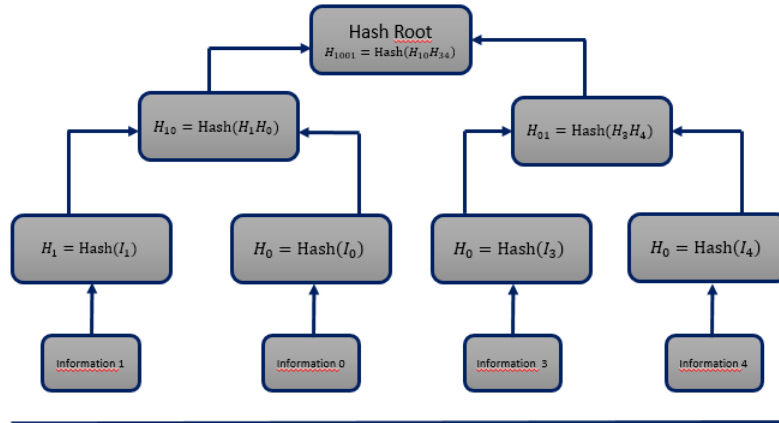 Hash Root
H₁₀₀₁ = Hash(H₁₀H₃₄)
H₁₀ = Hash(H₁H₀)
H₀₁ = Hash(H₃H₄)
H₁ = Hash(I₁)
H₀ = Hash(I₀)
H₀ = Hash(I₃)
H₀ = Hash(I₄)
Information 1
Information 0
Information 3
Information 4